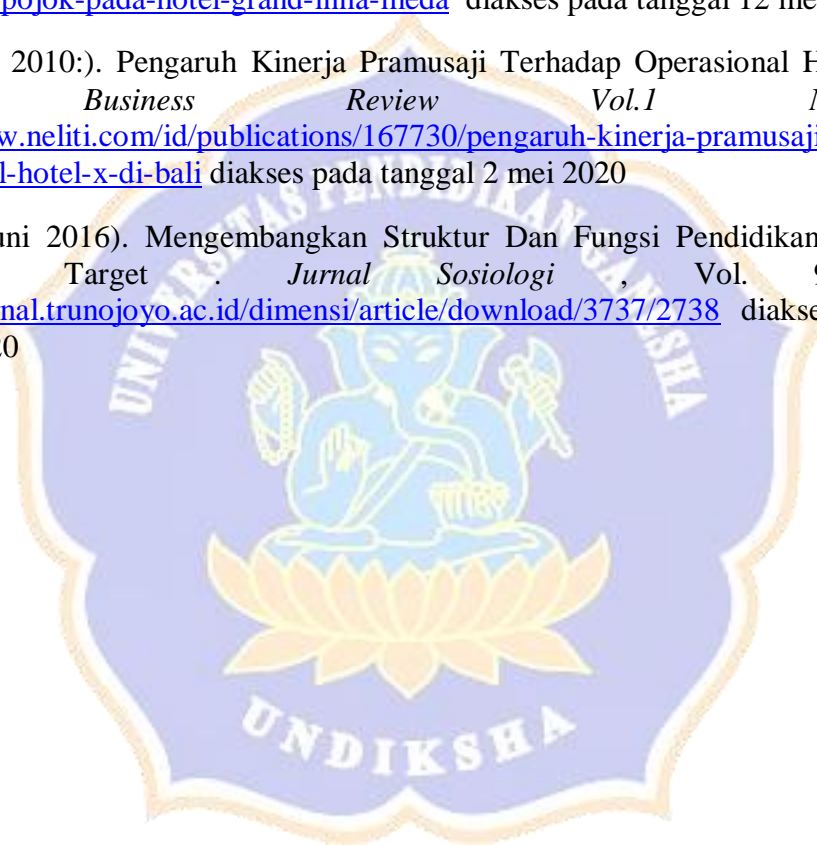 pojok-pada-hotel-grand-inna-meda diakses pada tanggal 12 mei
2010:). Pengaruh Kinerja Pramusaji Terhadap Operasional H
Business Review Vol.1
w.neliti.com/id/publications/167730/pengaruh-kinerja-pramusaji
l-hotel-x-di-bali diakses pada tanggal 2 mei 2020
uni 2016). Mengembangkan Struktur Dan Fungsi Pendidikan
Target . Jurnal Sosiologi , Vol. 9
nal.trunojoyo.ac.id/dimensi/article/download/3737/2738 diakse
20
UNIVERSITAS PENDIDIKAN GANESHA
UNDIKSHA